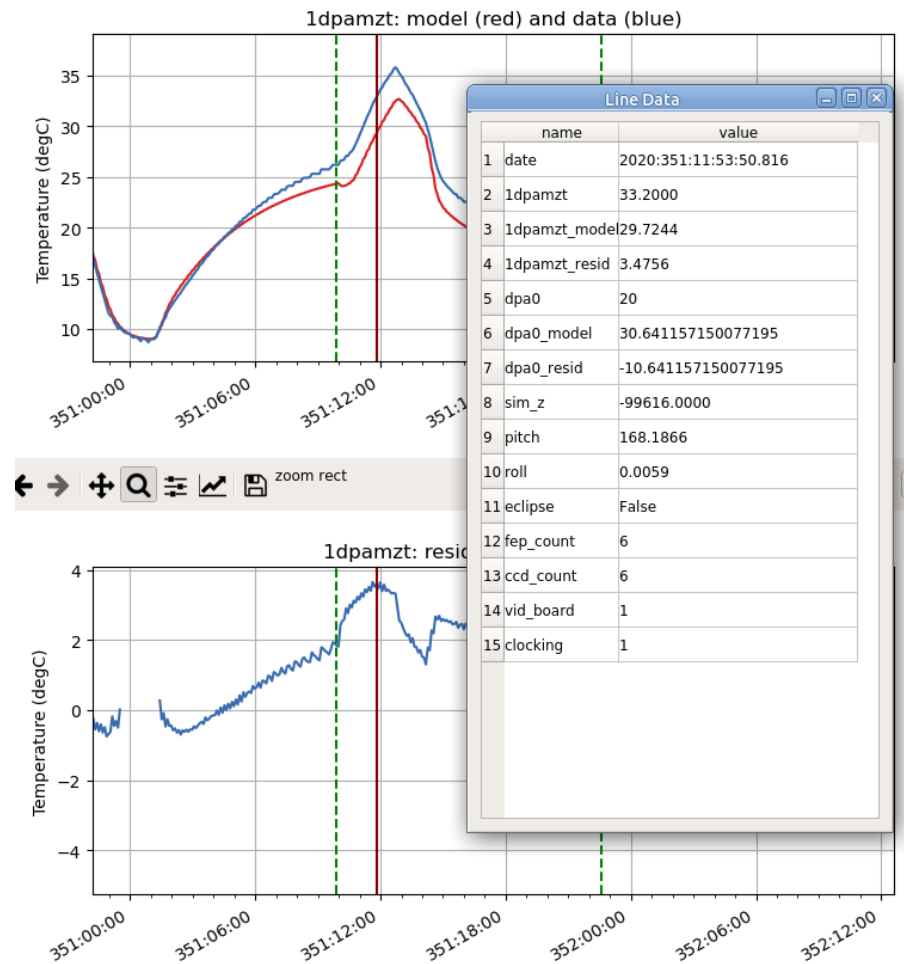 1dpamzt: model (red) and data (blue)
Temperature (degC)
35
30
25
20
15
10
351:00:00
351:06:00
351:12:00
351:1
Line Data
name value
1 date 2020:351:11:53:50.816
2 1dpamzt 33.2000
3 1dpamzt_model 29.7244
4 1dpamzt_resid 3.4756
5 dpa0 20
6 dpa0_model 30.641157150077195
7 dpa0_resid -10.641157150077195
8 sim_z -99616.0000
9 pitch 168.1866
10 roll 0.0059
11 eclipse False
12 fep_count 6
13 ccd_count 6
14 vid_board 1
15 clocking 1
zoom rect
1dpamzt: resid
Temperature (degC)
4
2
0
−2
−4
351:00:00
351:06:00
351:12:00
351:18:00
352:00:00
352:06:00
352:12:00